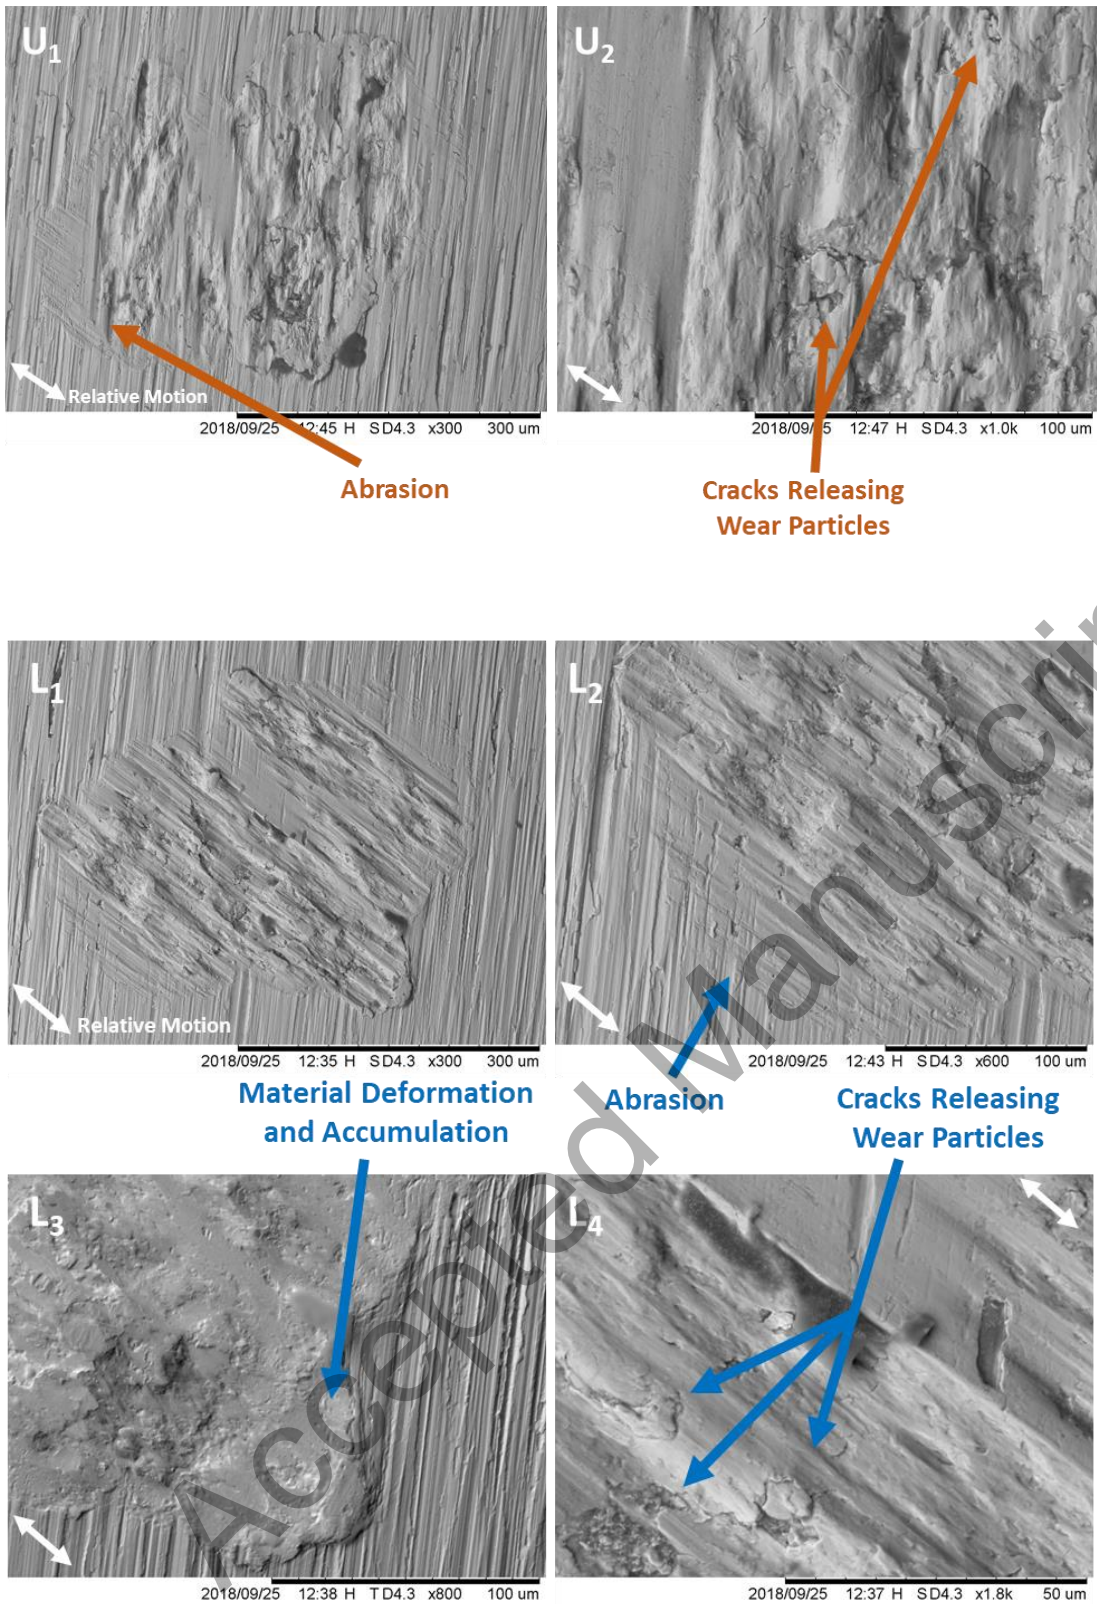 U1
U2
Relative Motion
2018/09/25 12:45 H SD4.3 x300 300 um
2018/09/25 12:47 H SD4.3 x1.0k 100 um
Abrasion
Cracks Releasing
Wear Particles
L1
L2
Relative Motion
2018/09/25 12:35 H SD4.3 x300 300 um
2018/09/25 12:43 H SD4.3 x600 100 um
Material Deformation
and Accumulation
Abrasion
Cracks Releasing
Wear Particles
L3
L4
2018/09/25 12:38 H TD4.3 x800 100 um
2018/09/25 12:37 H SD4.3 x1.8k 50 um
Accepted Manuscrip